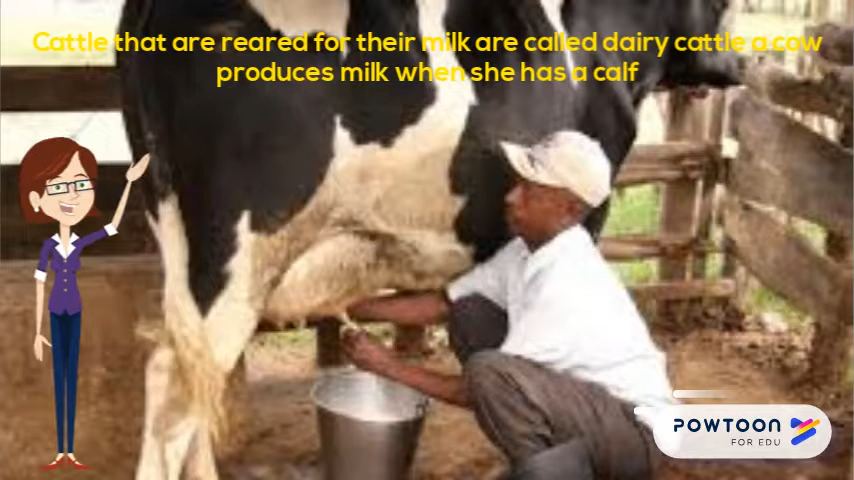 Cattle that are reared for their milk are called dairy cattle a cow
produces milk when she has a calf
POWTOON
FOR EDU